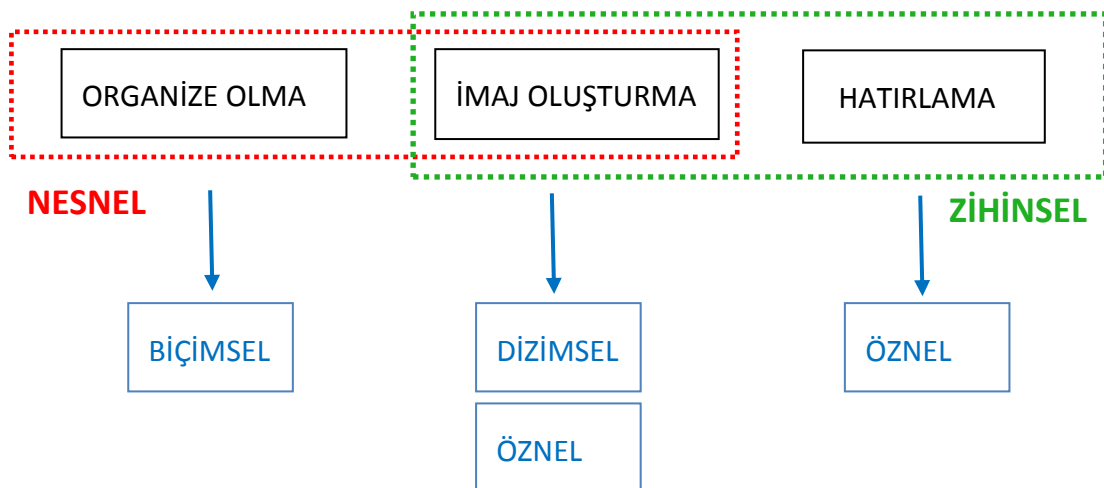 ORGANİZE OLMA
İMAJ OLUŞTURMA
HATIRLAMA
NESNEL
ZİHİNSEL
BİÇİMSEL
DİZİMSEL
ÖZNEL
ÖZNEL